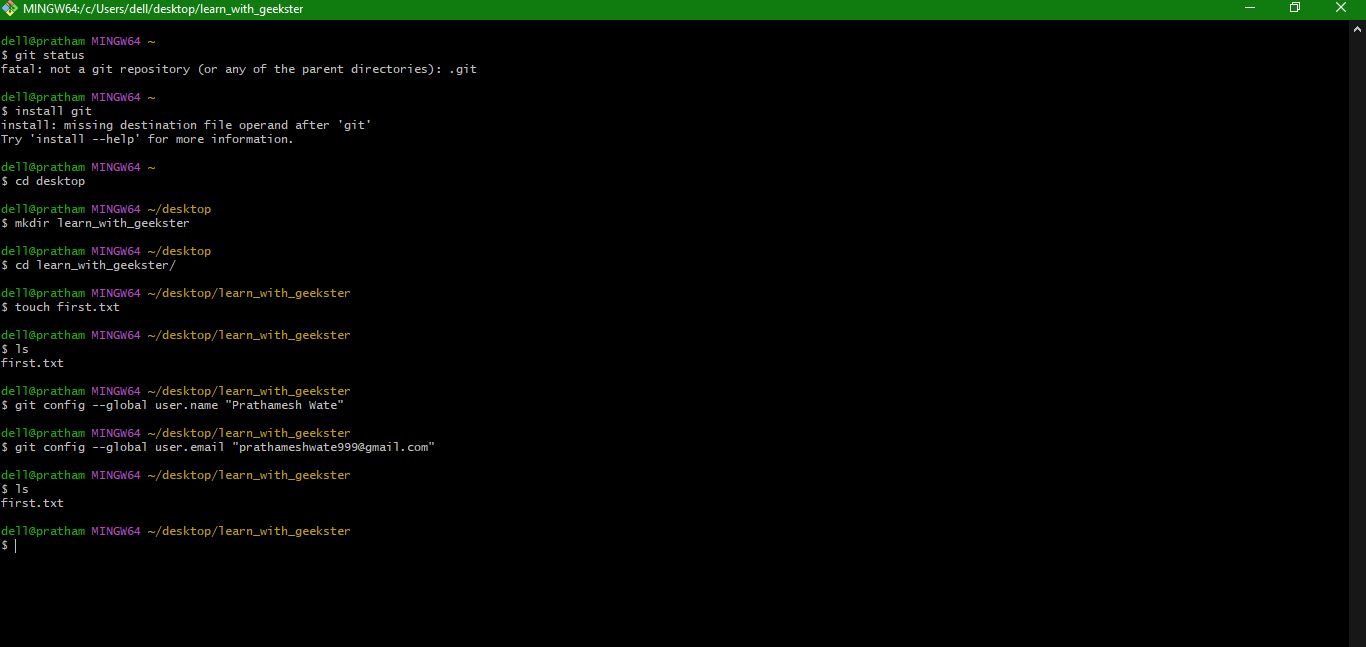 MINGW64:/c/Users/dell/desktop/learn_with_geekster
dell@pratham MINGW64 ~
$ git status
fatal: not a git repository (or any of the parent directories): .git
dell@pratham MINGW64 ~
$ install git
install: missing destination file operand after 'git'
Try 'install --help' for more information.
dell@pratham MINGW64 ~
$ cd desktop
dell@pratham MINGW64 ~/desktop
$ mkdir learn_with_geekster
dell@pratham MINGW64 ~/desktop
$ cd learn_with_geekster/
dell@pratham MINGW64 ~/desktop/learn_with_geekster
$ touch first.txt
dell@pratham MINGW64 ~/desktop/learn_with_geekster
$ ls
first.txt
dell@pratham MINGW64 ~/desktop/learn_with_geekster
$ git config --global user.name "Prathamesh Wate"
dell@pratham MINGW64 ~/desktop/learn_with_geekster
$ git config --global user.email "prathameshwate999@gmail.com"
dell@pratham MINGW64 ~/desktop/learn_with_geekster
$ ls
first.txt
dell@pratham MINGW64 ~/desktop/learn_with_geekster
$